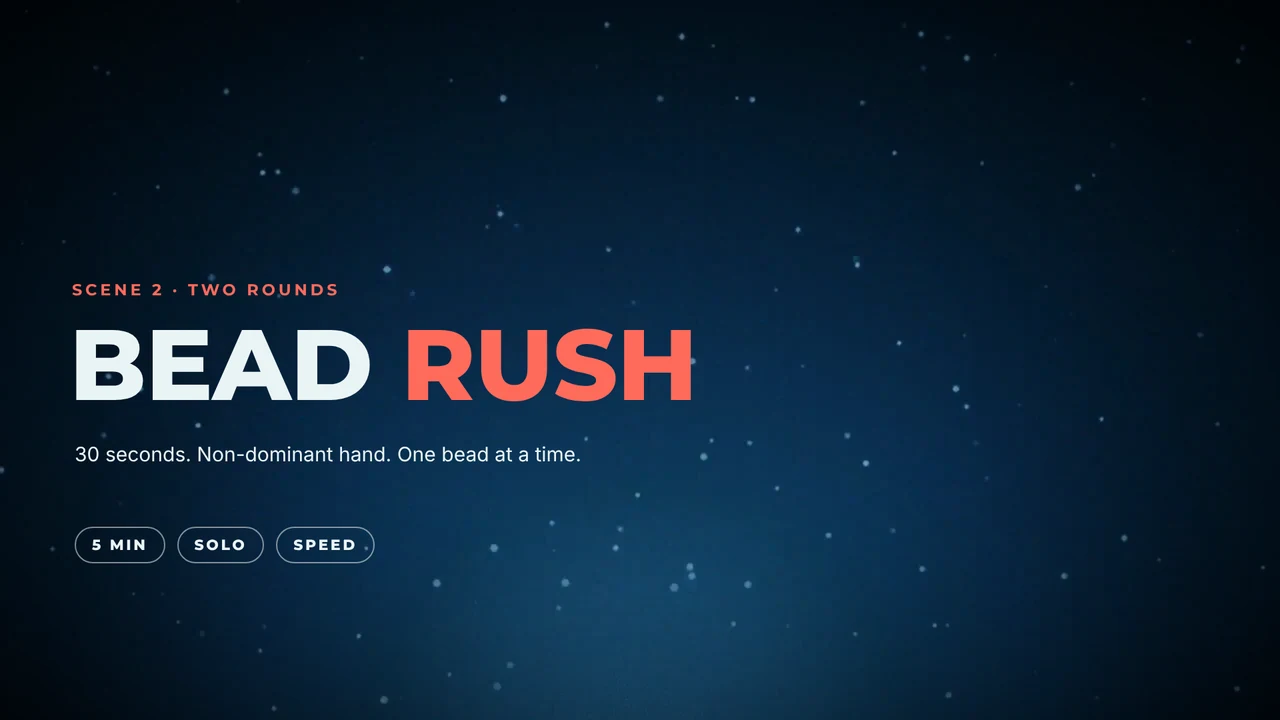 SCENE 2 · TWO ROUNDS
BEAD RUSH
30 seconds. Non-dominant hand. One bead at a time.
5 MIN SOLO SPEED